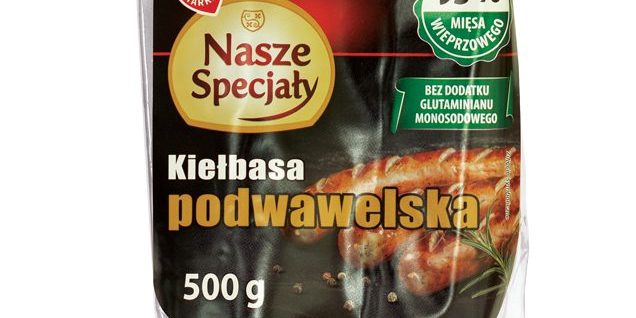 Nasze
Specjały
MIĘSA
WIEPRZOWEGO
BEZ DODATKU
GLUTAMINIANU
MONOSODOWEGO
Kiełbasa
podwawelska
500 g